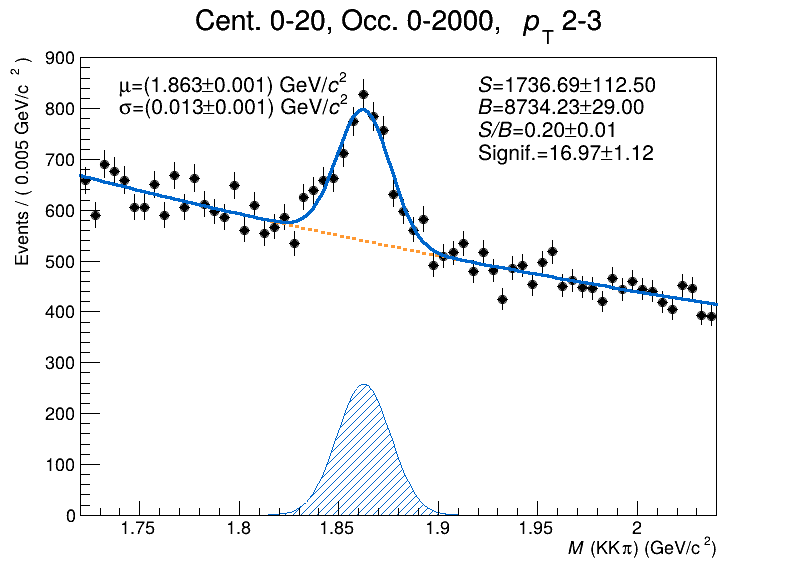 Cent. 0-20, Occ. 0-2000, pT 2-3
Events / ( 0.005 GeV/c 2 )
900
800
700
600
500
400
300
200
100
0
μ=(1.863±0.001) GeV/c2
σ=(0.013±0.001) GeV/c2
S=1736.69±112.50
B=8734.23±29.00
S/B=0.20±0.01
Signif.=16.97±1.12
1.75 1.8 1.85 1.9 1.95 2
M (KKπ) (GeV/c2)